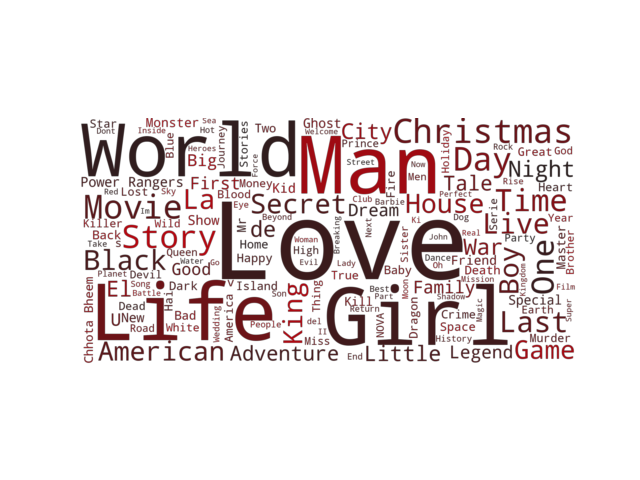 Star
Dont
Monster
Inside
Blue
Sea
Hot
Heroes
Big
Journey
Stories
Two
Force
Ghost
Welcome
City
Prince
Street
Christmas
Holiday
Rock
Great
God
World
Man
Day
Night
Now
Men
Fire
Tale
Perfect
Rise
Heart
Power Rangers
Red
Lost
Sky
First
Blood
Money
Eye
Kid
Secret
Club
Barbie
Dream
House
Ki
Dog
Serie
Time
Year
Movie
Im
Wild
La
Show
Mr
de
Beyond
Love
Woman
Breaking
Next
Sister
John
Real
Live
Party
Master
Brother
Killer
Back
Take
s
Story
Queen
Water
Go
Home
Happy
High
Evil
True
Baby
Moon
Dance
Oh
Friend
War
Death
Mission
Boy
Kingdom
One
Film
Super
Black
Planet
Devil
Song
Battle
Good
Dark
V
Island
Son
Thing
Kill
Return
Best
Part
Family
Dragon
Shadow
Crime
Space
History
Magic
Special
Earth
Last
Murder
Chhota Bheem
El
Dead
U
New
Road
Life
Hai
Bad
White
Wedding
America
Lady
People
King
del
II
Miss
NOVA
Girl
Game
American
Adventure
End
Little
Legend